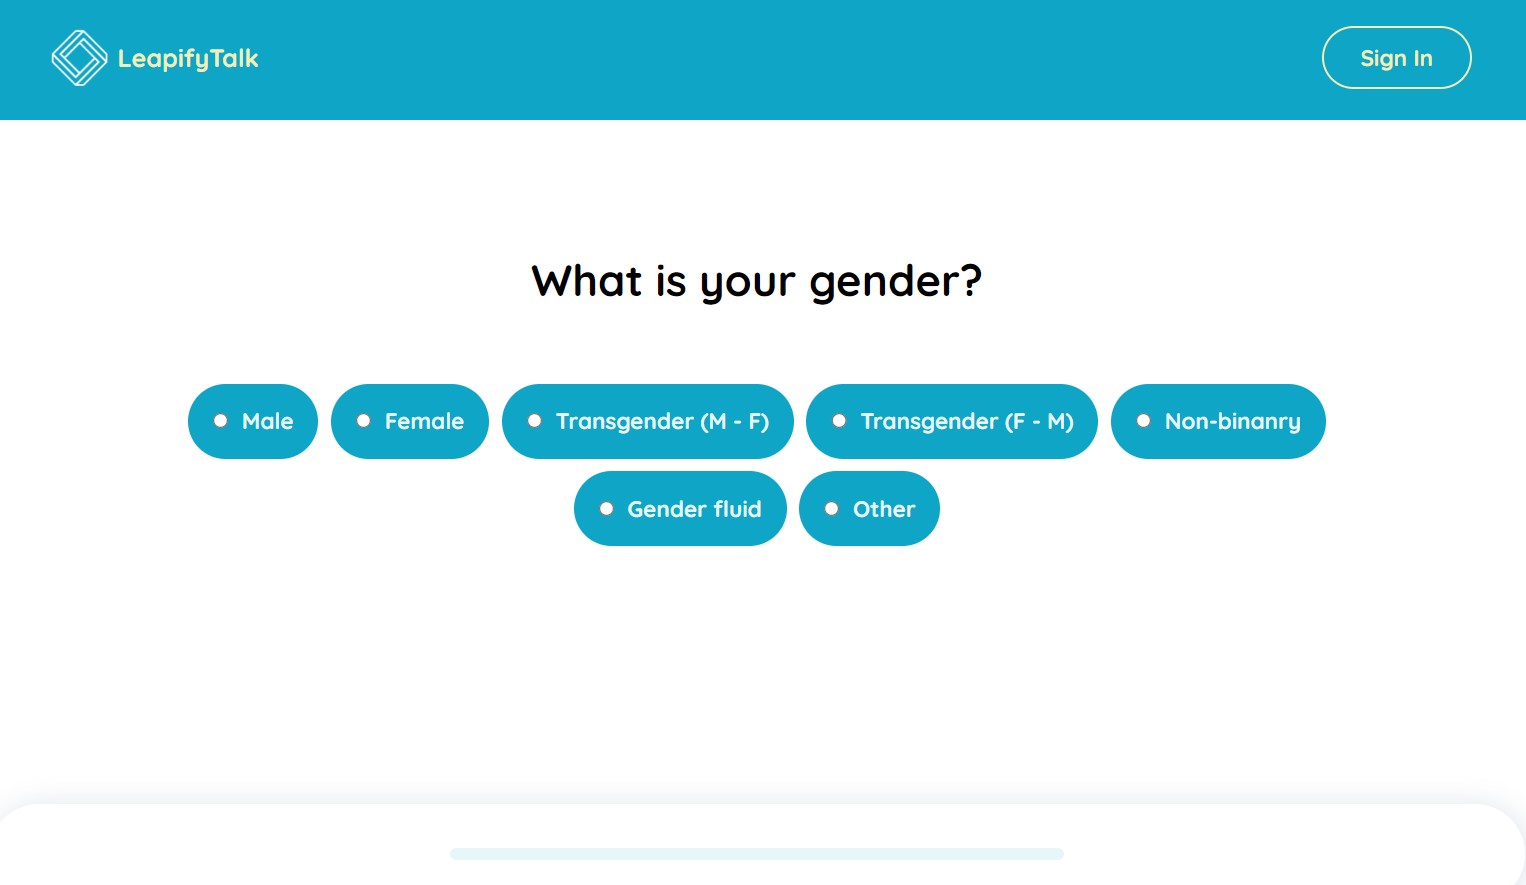 LeapifyTalk
Sign In
What is your gender?
Male
Female
Transgender (M - F)
Transgender (F - M)
Non-binanry
Gender fluid
Other